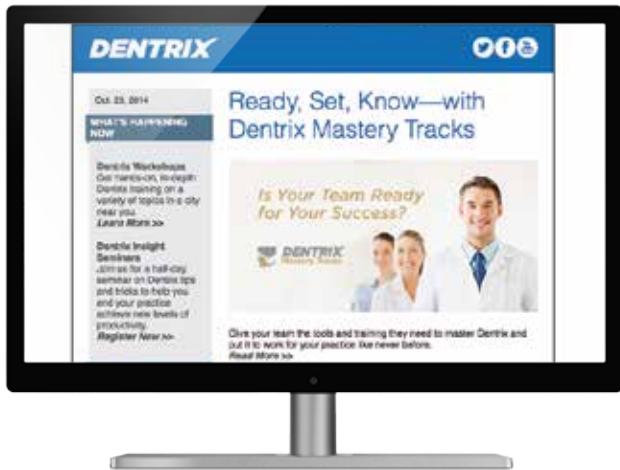 DENTRIX
Oct. 23, 2014
WHAT'S HAPPENING
NOW
Dentrix Workshops
Get hands-on, in-depth
Dentrix training on a
variety of topics in a city
near you.
Learn More >>
Dentrix Insight
Seminars
Join us for a half-day
seminar on Dentrix tips
and tricks to help you
and your practice
achieve new levels of
productivity.
Register Now >>
Ready, Set, Know—with
Dentrix Mastery Tracks
Is Your Team Ready
for Your Success?
DENTRIX
Mastery Tracks
Give your team the tools and training they need to master Dentrix and
put it to work for your practice like never before.
Read More >>